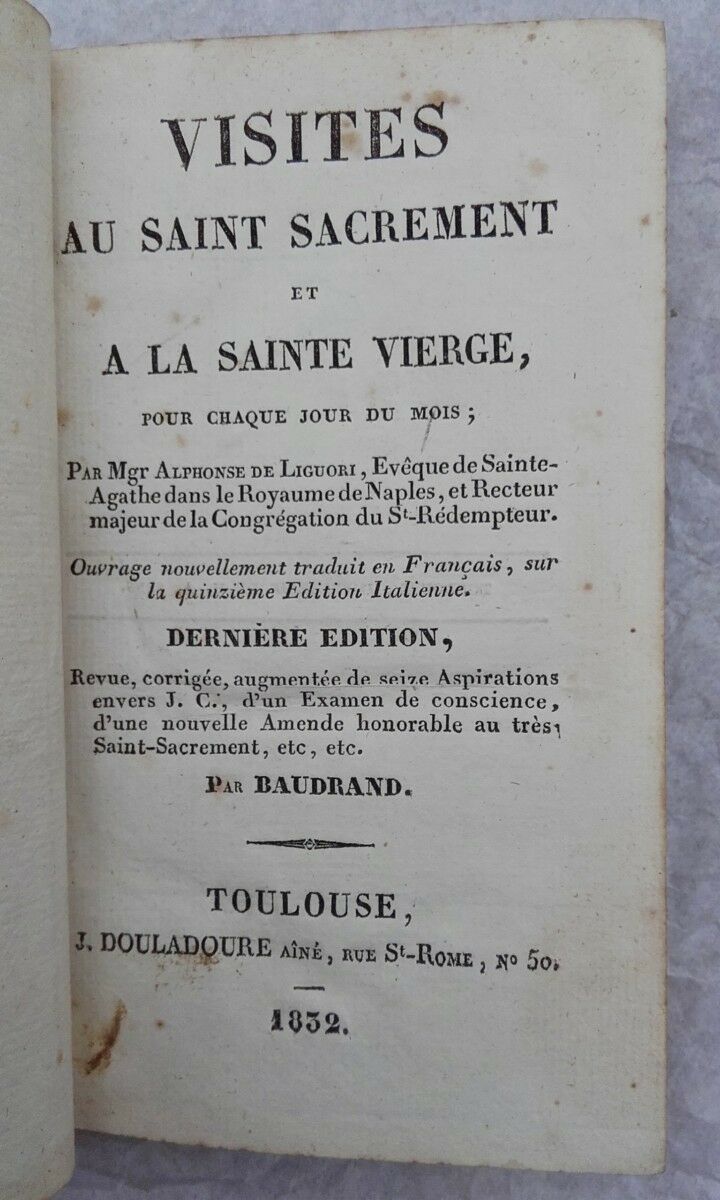 VISITES
AU SAINT SACREMENT
ET
A LA SAINTE VIERGE,
POUR CHAQUE JOUR DU MOIS ;
PAR Mgr ALPHONSE DE LIGUORI, Evêque de Sainte-
Agathe dans le Royaume de Naples, et Recteur
majeur de la Congrégation du St-Rédempteur.
Ouvrage nouvellement traduit en Français, sur
la quinzième Edition Italienne.
DERNIÈRE EDITION,
Revue, corrigée, augmentée de seize Aspirations
envers J. C., d'un Examen de conscience,
d'une nouvelle Amende honorable au très-
Saint-Sacrement, etc, etc.
PAR BAUDRAND.
TOULOUSE,
J. DOULADOURE AÎNÉ, RUE St-ROME, No 50.
1832.